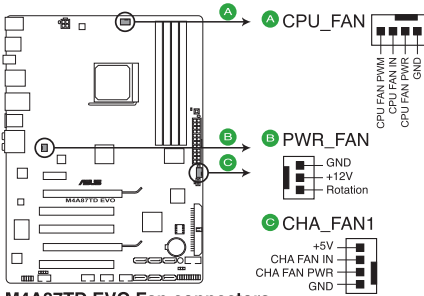 A
A CPU_FAN
CPU FAN PWM
CPU FAN IN
CPU FAN PWR
GND
B
B PWR_FAN
GND
+12V
Rotation
C
C CHA_FAN1
+5V
CHA FAN IN
CHA FAN PWR
GND
ASUS
M4A87TD EVO
M4A87TD EVO Fan connectors